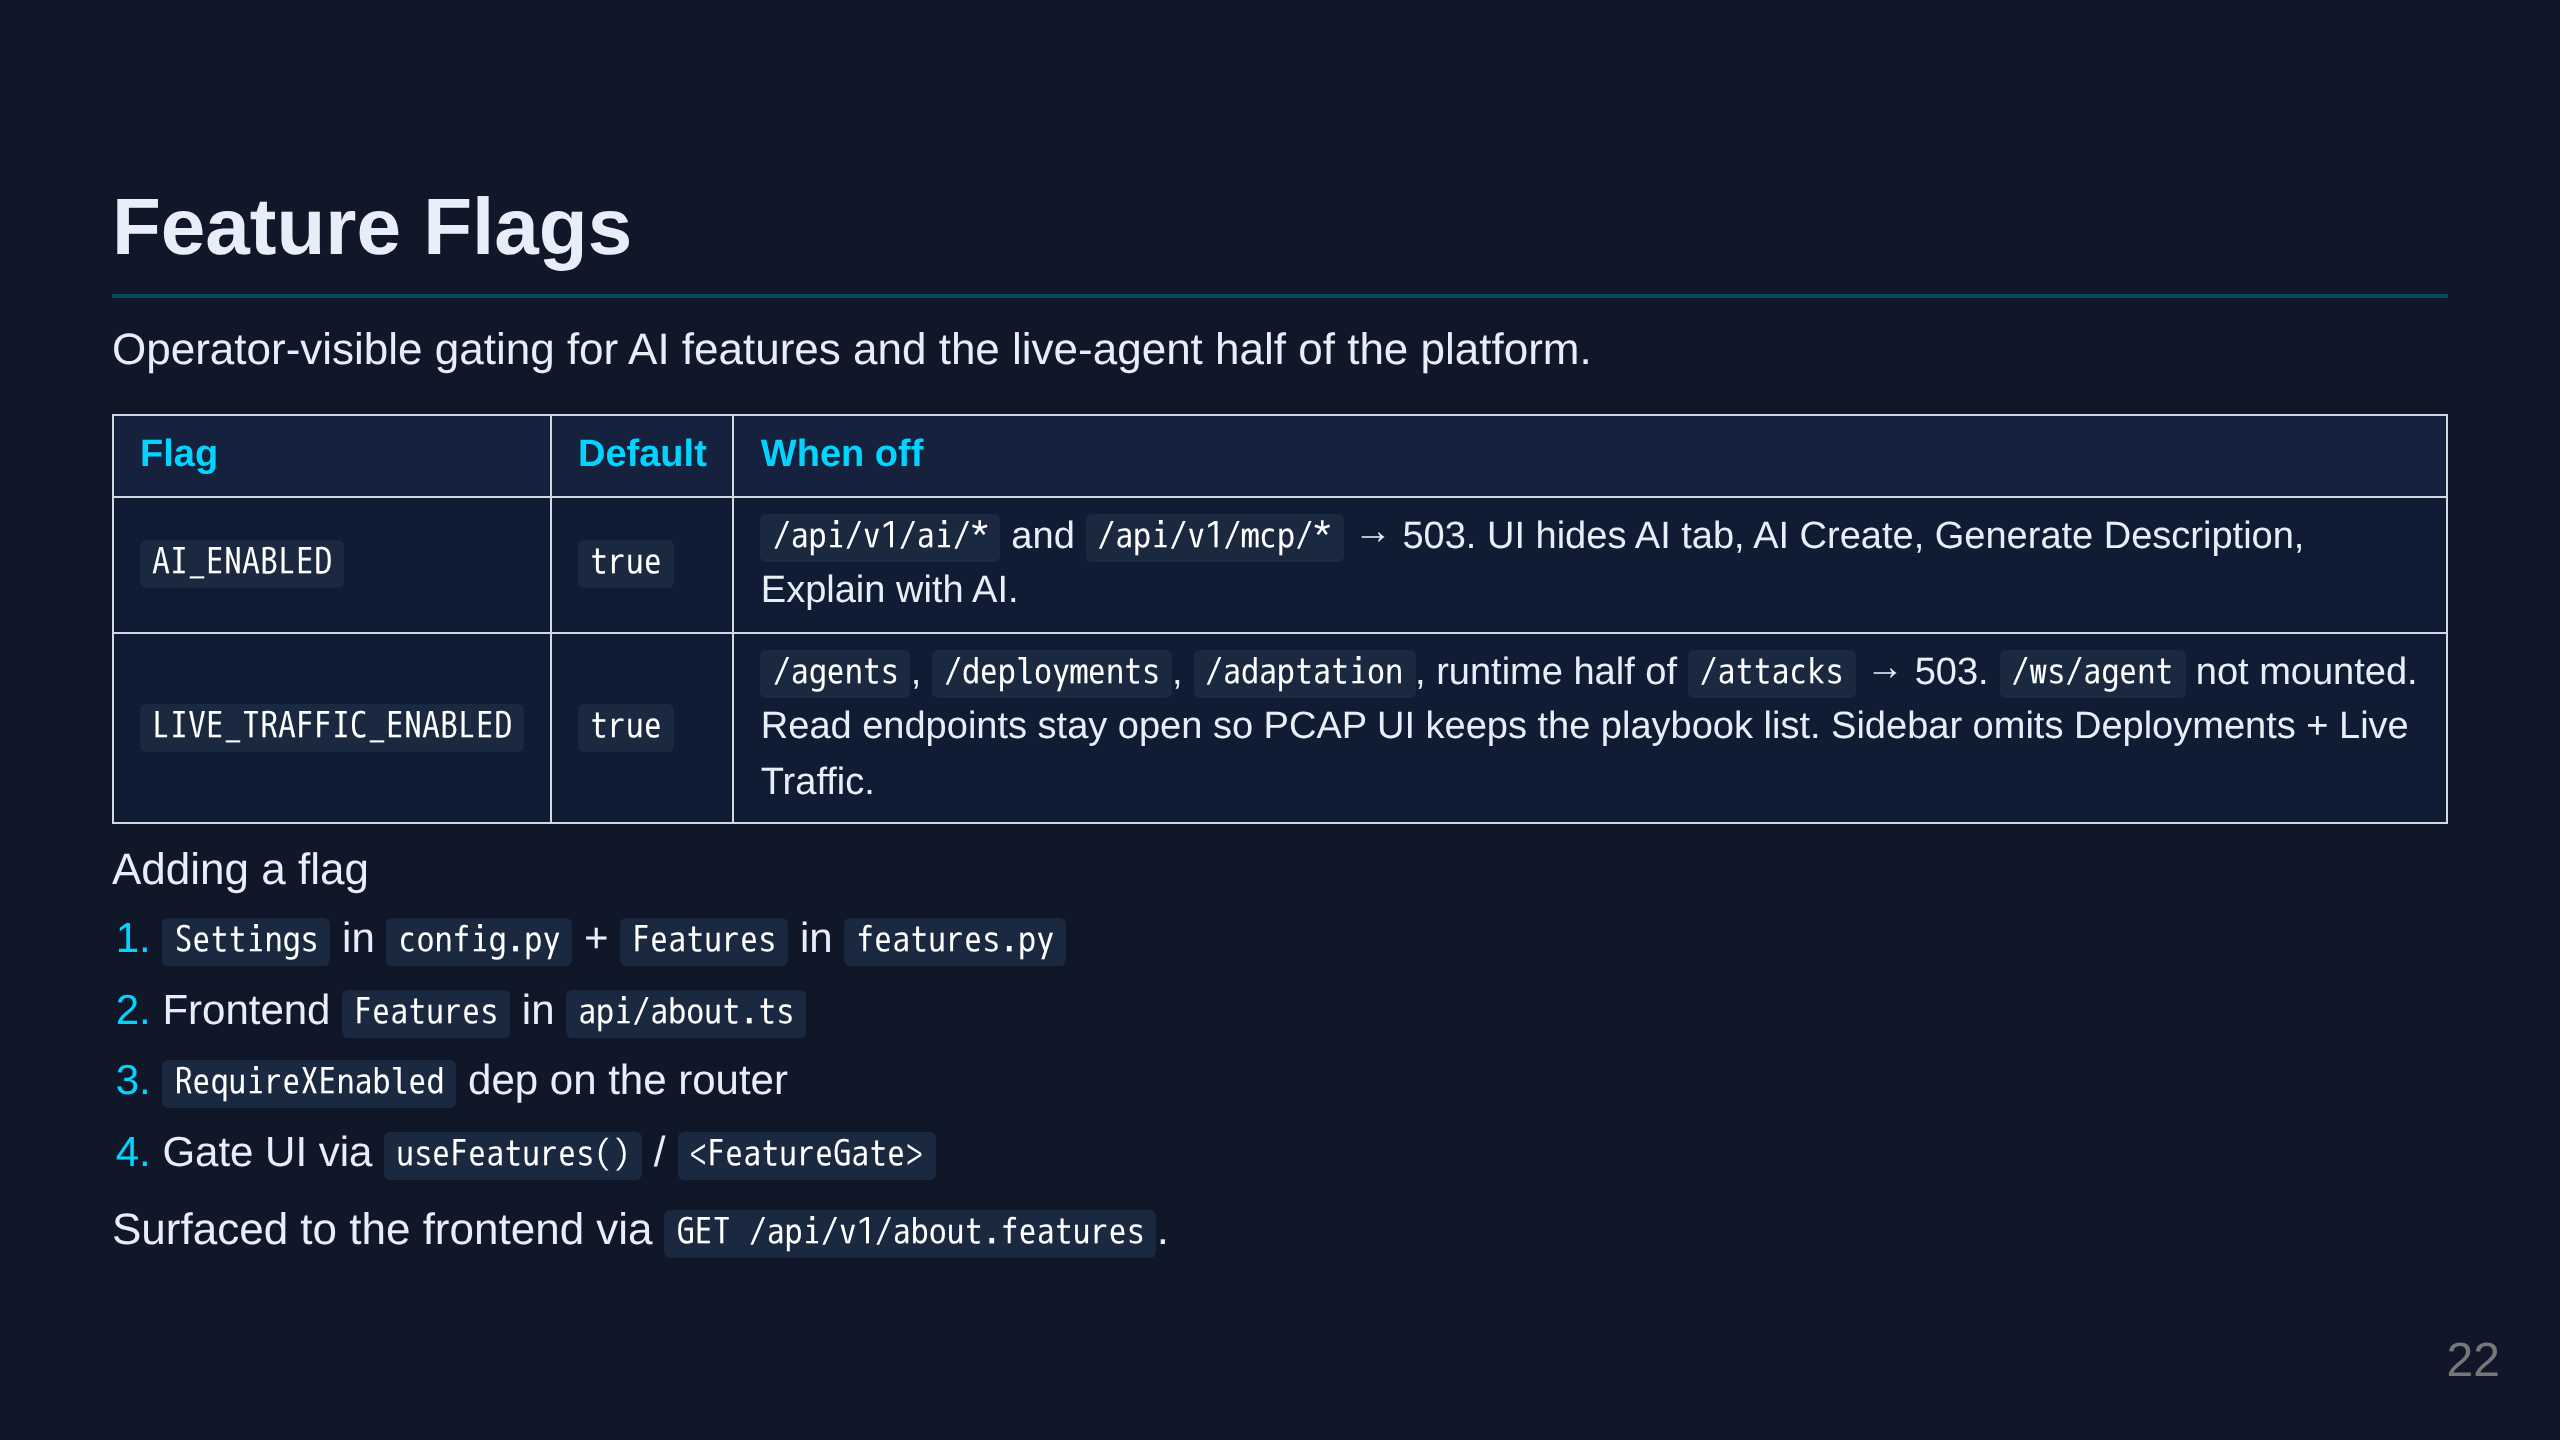 Feature Flags
Operator-visible gating for AI features and the live-agent half of the platform.
Flag Default When off
AI_ENABLED true /api/v1/ai/* and /api/v1/mcp/* → 503. UI hides AI tab, AI Create, Generate Description,
Explain with AI.
LIVE_TRAFFIC_ENABLED true /agents, /deployments, /adaptation, runtime half of /attacks → 503. /ws/agent not mounted.
Read endpoints stay open so PCAP UI keeps the playbook list. Sidebar omits Deployments + Live
Traffic.
Adding a flag
1. Settings in config.py + Features in features.py
2. Frontend Features in api/about.ts
3. RequireXEnabled dep on the router
4. Gate UI via useFeatures() / <FeatureGate>
Surfaced to the frontend via GET /api/v1/about.features.
22